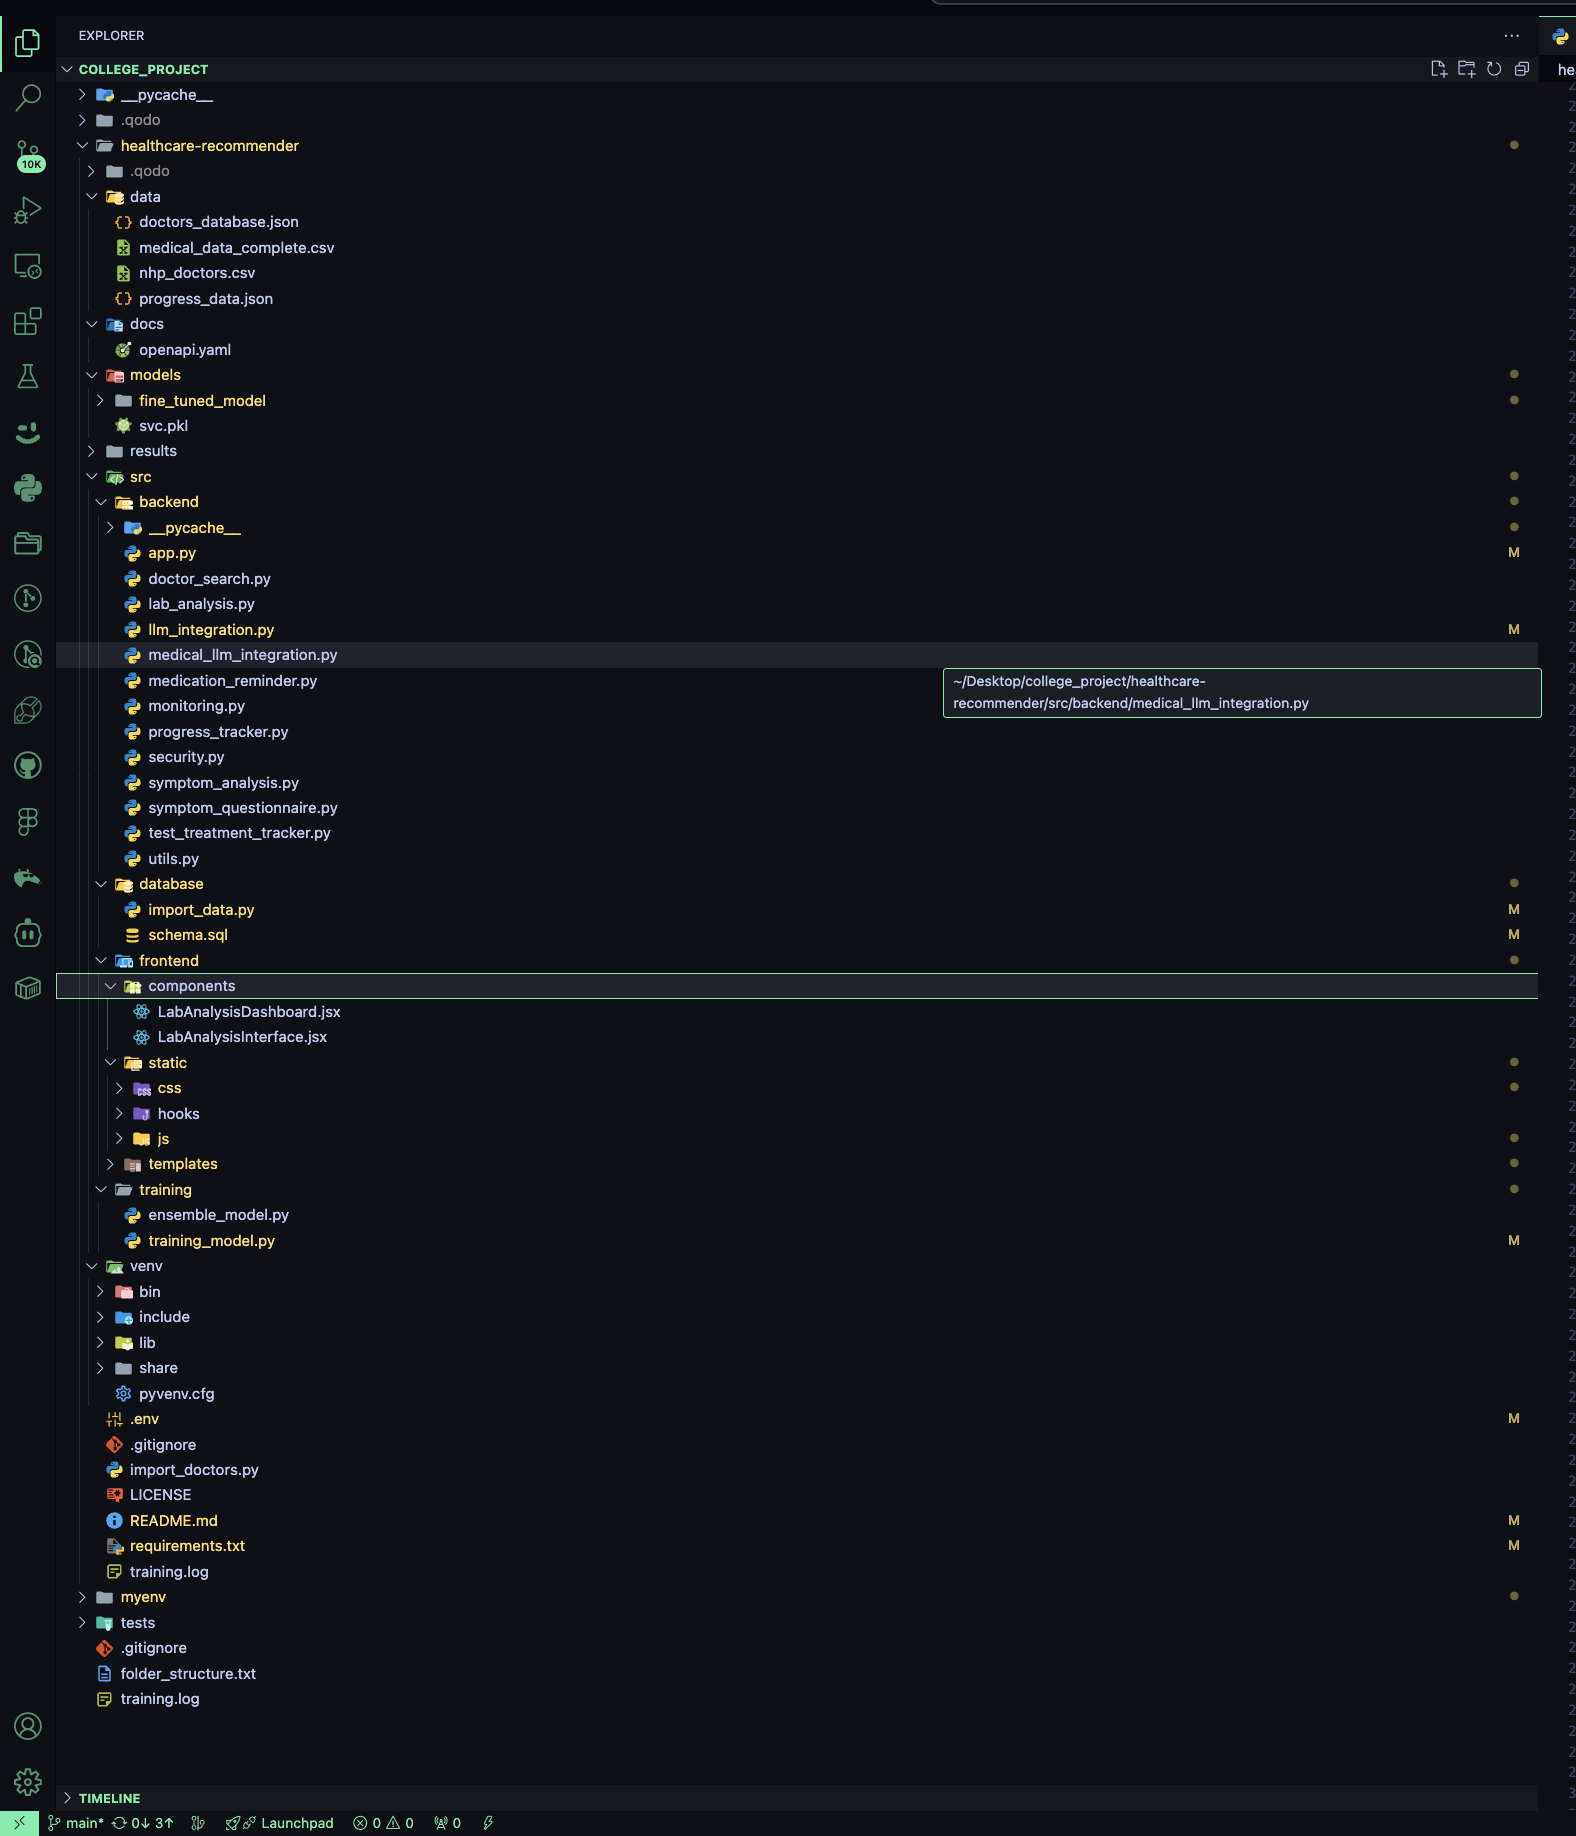 EXPLORER
COLLEGE_PROJECT
he
__pycache__
.qodo
healthcare-recommender
10K
.qodo
data
doctors_database.json
medical_data_complete.csv
nhp_doctors.csv
progress_data.json
docs
openapi.yaml
models
fine_tuned_model
svc.pkl
results
src
backend
__pycache__
app.py M
doctor_search.py
lab_analysis.py
llm_integration.py M
medical_llm_integration.py
~/Desktop/college_project/healthcare-
recommender/src/backend/medical_llm_integration.py
medication_reminder.py
monitoring.py
progress_tracker.py
security.py
symptom_analysis.py
symptom_questionnaire.py
test_treatment_tracker.py
utils.py
database
import_data.py M
schema.sql M
frontend
components
LabAnalysisDashboard.jsx
LabAnalysisInterface.jsx
static
css
hooks
js
templates
training
ensemble_model.py
training_model.py M
venv
bin
include
lib
share
pyvenv.cfg
.env M
.gitignore
import_doctors.py
LICENSE
README.md M
requirements.txt M
training.log
myenv
tests
.gitignore
folder_structure.txt
training.log
TIMELINE
main* 0↓ 3↑ Launchpad 0 0 0